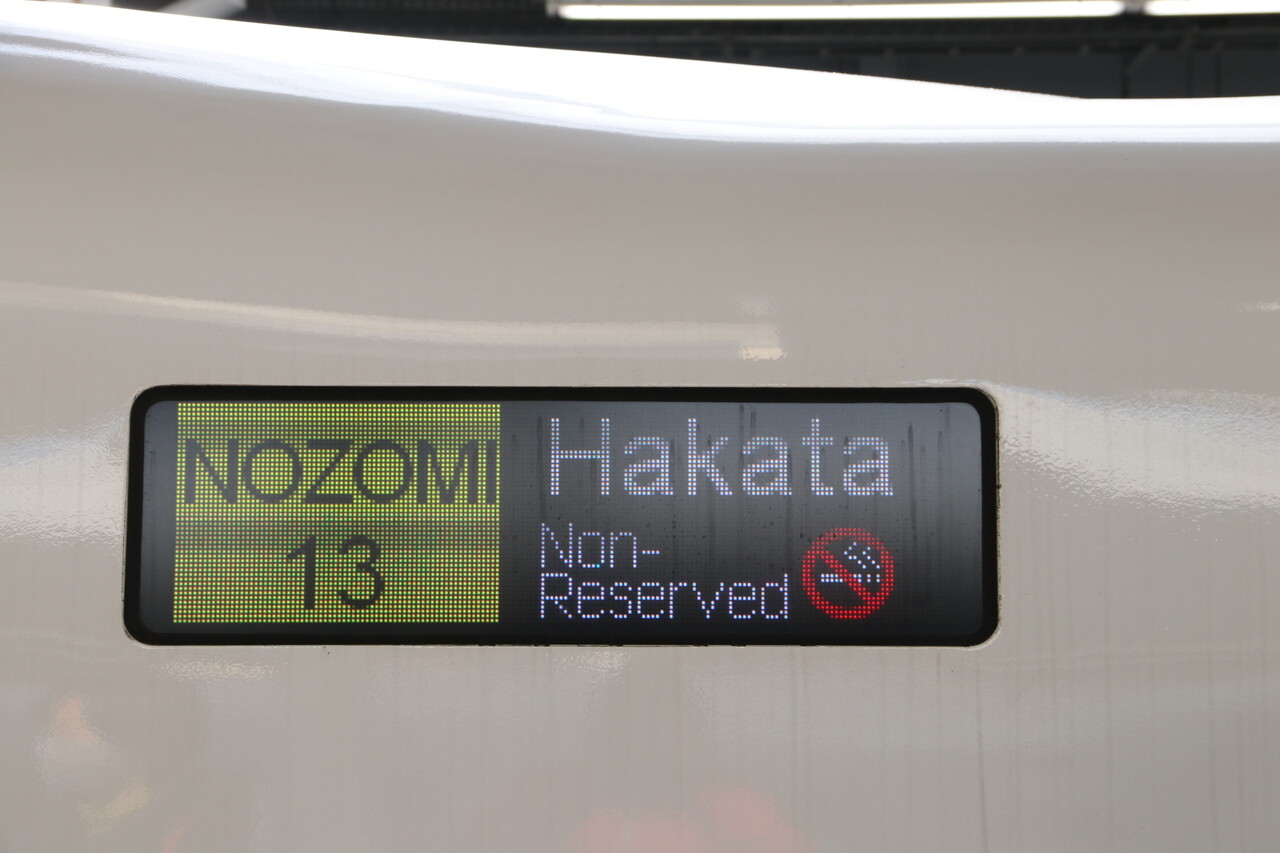 NOZOMI
13
Hakata
Non-
Reserved